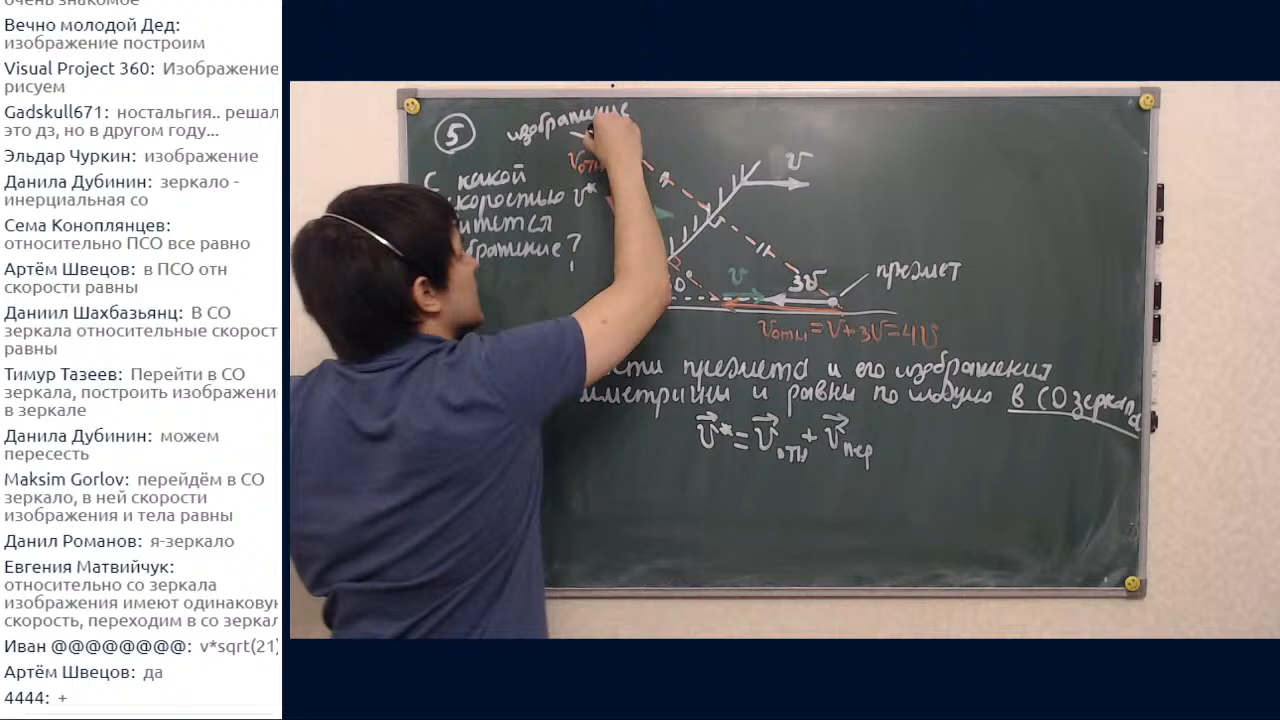 Вечно молодой Дед:
изображение построим
Visual Project 360: Изображение
рисуем
Gadskull671: ностальгия.. решал
это дз, но в другом году...
Эльдар Чуркин: изображение
Данила Дубинин: зеркало -
инерциальная со
Сема Коноплянцев:
относительно ПСО все равно
Артём Швецов: в ПСО отн
скорости равны
Даниил Шахбазьянц: В СО
зеркала относительные скорост
равны
Тимур Тазеев: Перейти в СО
зеркала, построить изображени
в зеркале
Данила Дубинин: можем
пересесть
Maksim Gorlov: перейдём в СО
зеркало, в ней скорости
изображения и тела равны
Данил Романов: я-зеркало
Евгения Матвийчук:
относительно со зеркала
изображения имеют одинаковую
скорость, переходим в со зеркал
Иван @@@@@@@@: v*sqrt(21)
Артём Швецов: да
4444: +
5
изображение
С какой
скоростью v*
v
v
3v
предмет
vотн = v+3v=4v
предмета и его изображения
и равны по модулю в СО зеркала
v* = vотн + vпер